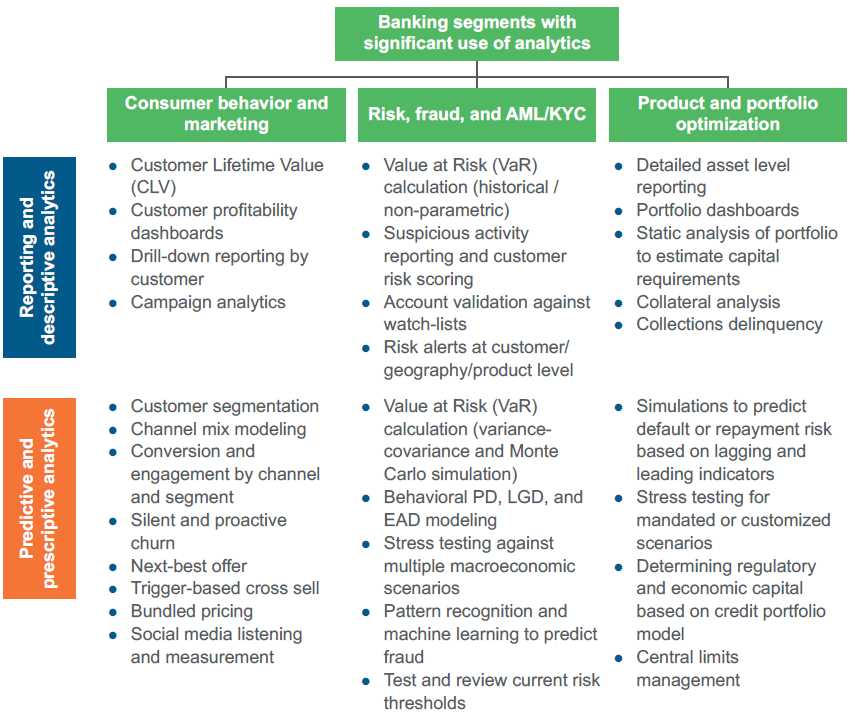 Banking segments with
significant use of analytics
Consumer behavior and
marketing
Risk, fraud, and AML/KYC
Product and portfolio
optimization
Reporting and
descriptive analytics
● Customer Lifetime Value
(CLV)
● Customer profitability
dashboards
● Drill-down reporting by
customer
● Campaign analytics
● Value at Risk (VaR)
calculation (historical /
non-parametric)
● Suspicious activity
reporting and customer
risk scoring
● Account validation against
watch-lists
● Risk alerts at customer/
geography/product level
● Detailed asset level
reporting
● Portfolio dashboards
● Static analysis of portfolio
to estimate capital
requirements
● Collateral analysis
● Collections delinquency
Predictive and
prescriptive analytics
● Customer segmentation
● Channel mix modeling
● Conversion and
engagement by channel
and segment
● Silent and proactive
churn
● Next-best offer
● Trigger-based cross sell
● Bundled pricing
● Social media listening
and measurement
● Value at Risk (VaR)
calculation (variance-
covariance and Monte
Carlo simulation)
● Behavioral PD, LGD, and
EAD modeling
● Stress testing against
multiple macroeconomic
scenarios
● Pattern recognition and
machine learning to predict
fraud
● Test and review current risk
thresholds
● Simulations to predict
default or repayment risk
based on lagging and
leading indicators
● Stress testing for
mandated or customized
scenarios
● Determining regulatory
and economic capital
based on credit portfolio
model
● Central limits
management